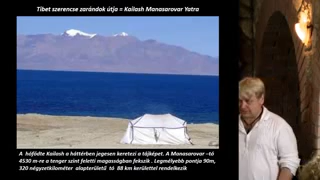 Tibet szerencse zarándok útja = Kailash Manasarovar Yatra
A hófödte Kailash a háttérben jegesen keretezi a tájképet. A Manasarovar –tó
4530 m-re a tenger szint feletti magasságban fekszik . Legmélyebb pontja 90m,
320 négyzetkilométer alapterületű tó 88 km kerülettel rendelkezik